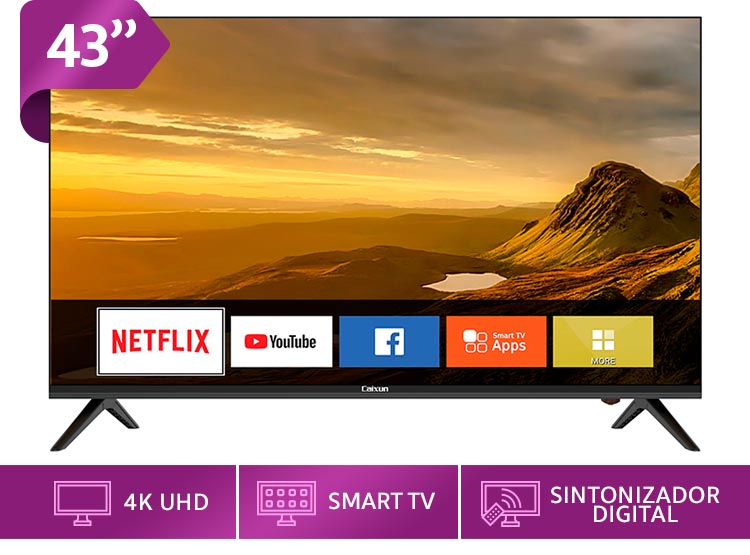 43”
NETFLIX
YouTube
f
Smart TV
Apps
MORE
Caixun
4K UHD
SMART TV
SINTONIZADOR
DIGITAL